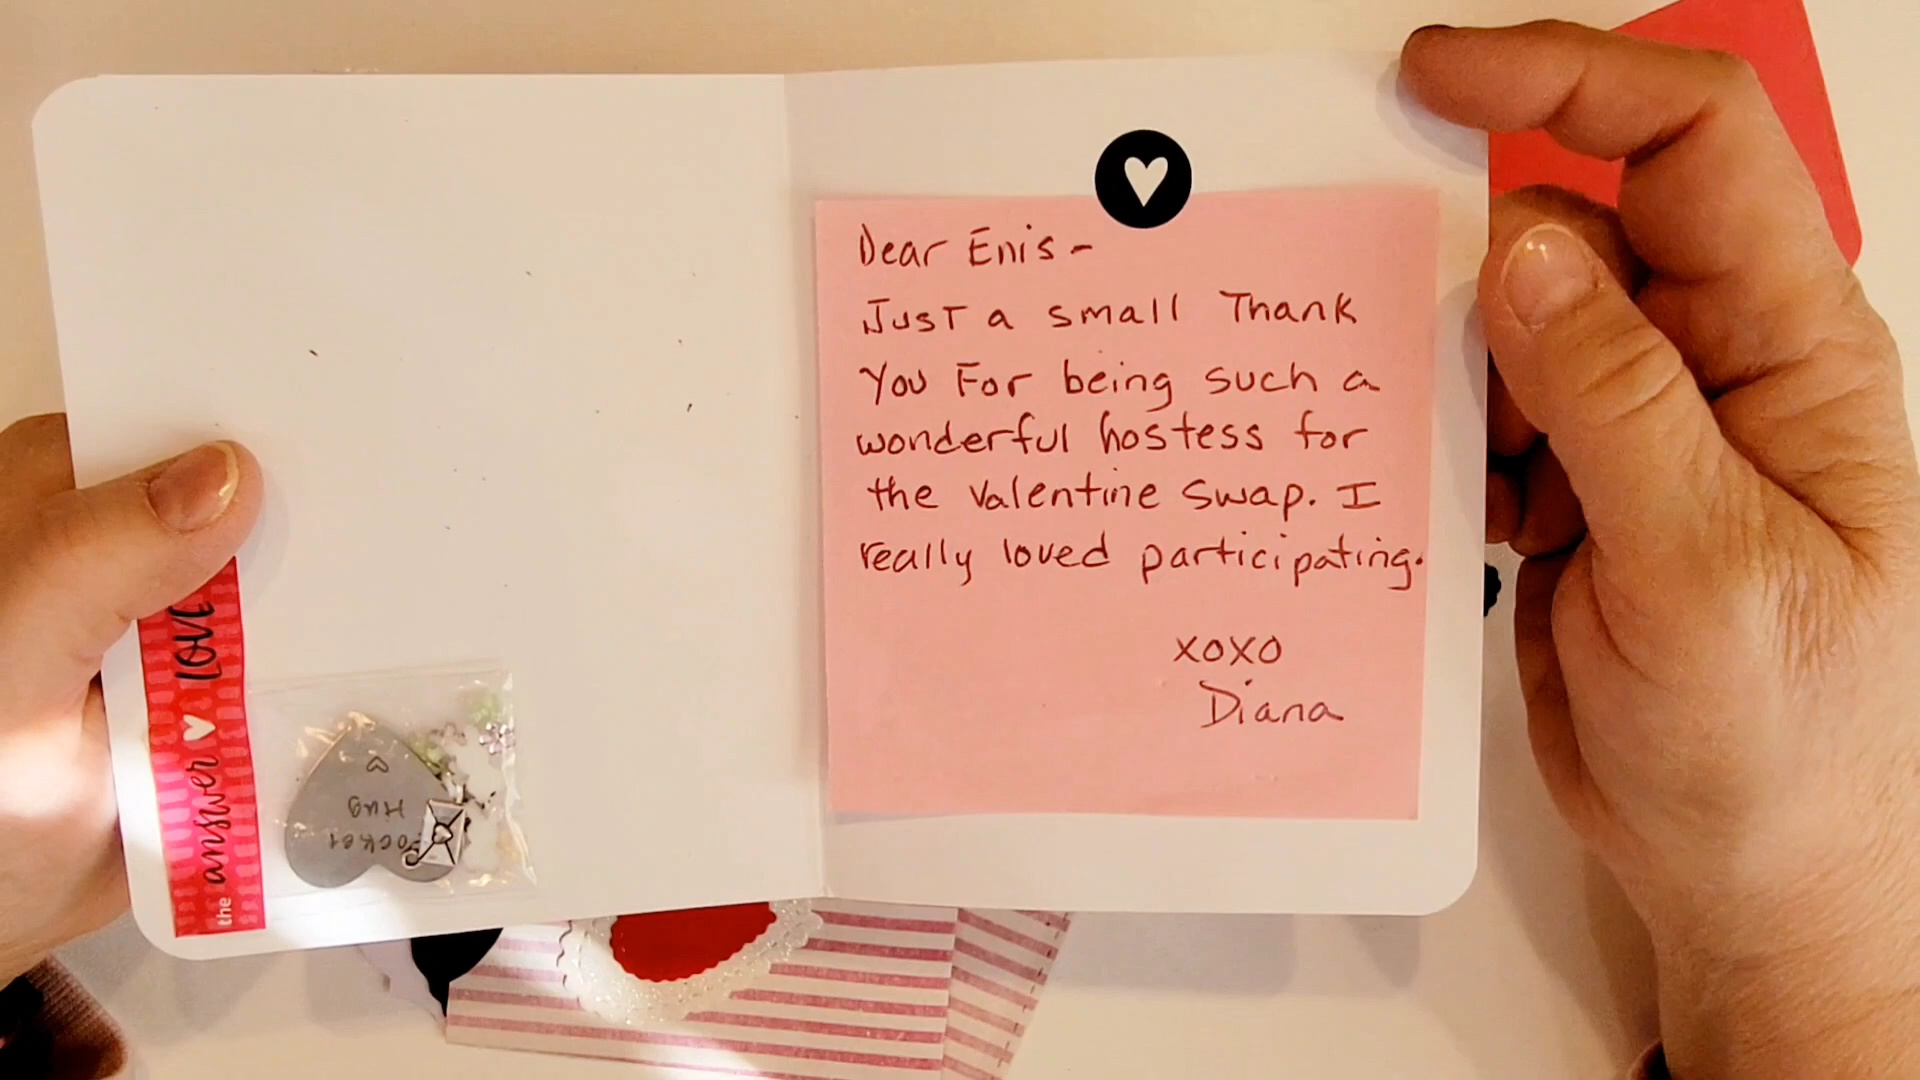 Dear Enis -
Just a small Thank
You For being such a
wonderful hostess for
the Valentine Swap. I
really loved participating.
xoxo
Diana
the answer LOVE
Pocket
Hug